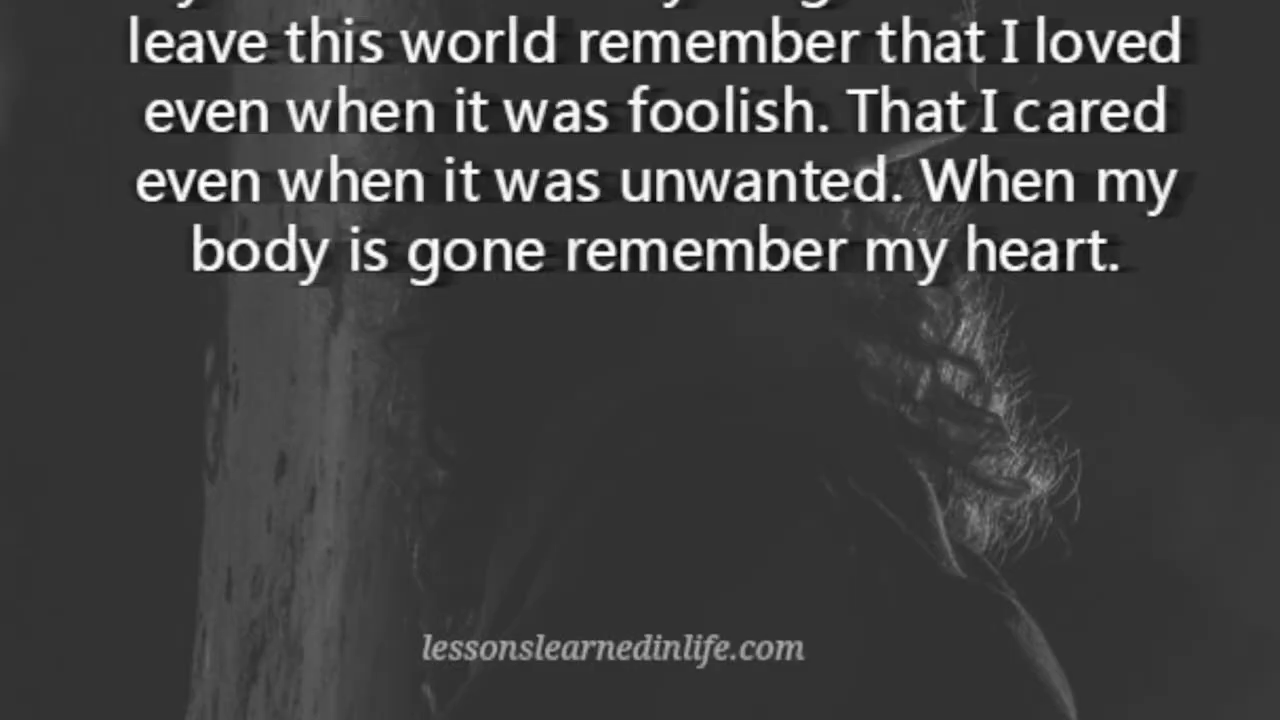 leave this world remember that I loved
even when it was foolish. That I cared
even when it was unwanted. When my
body is gone remember my heart.
lessonslearnedinlife.com